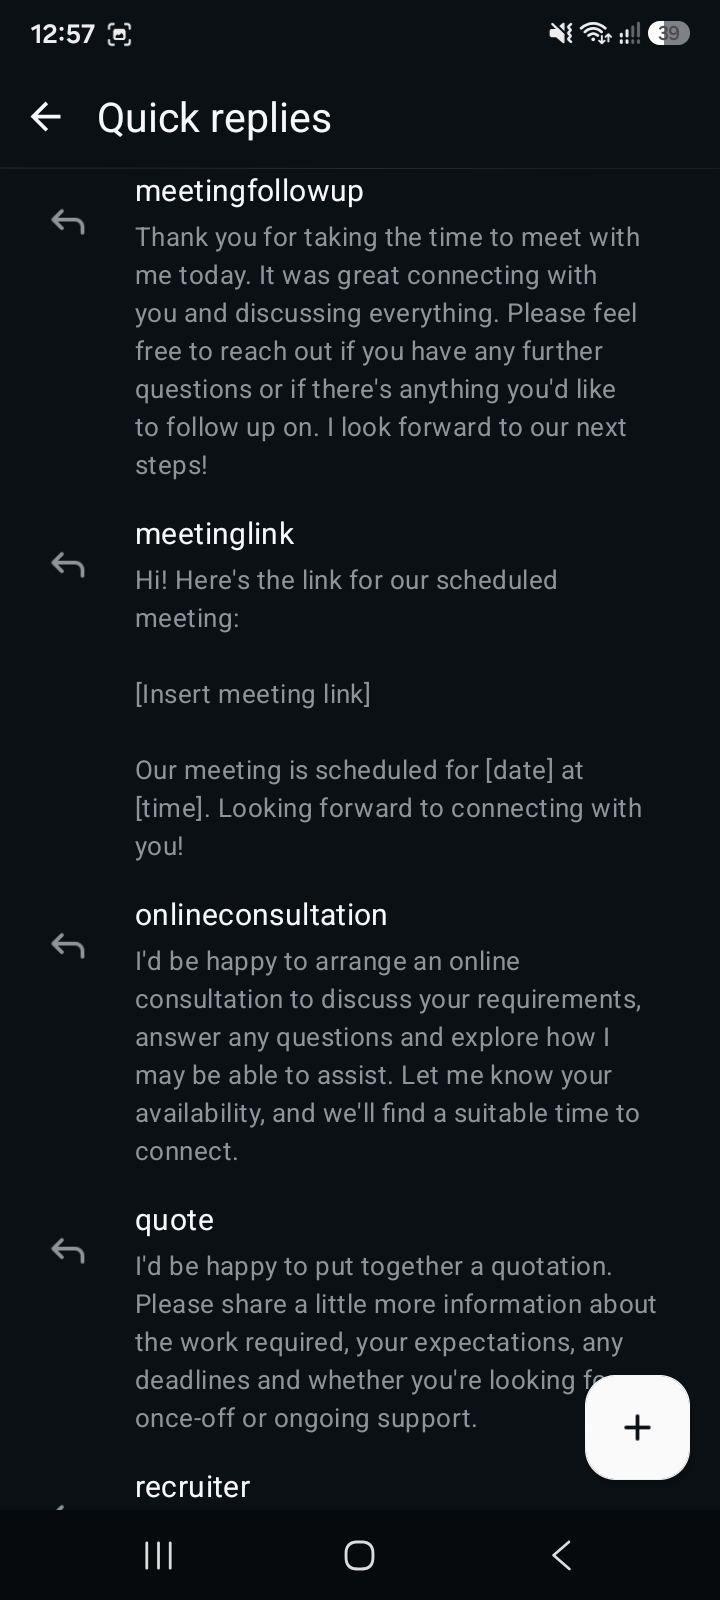 12:57
39
Quick replies
meetingfollowup
Thank you for taking the time to meet with
me today. It was great connecting with
you and discussing everything. Please feel
free to reach out if you have any further
questions or if there's anything you'd like
to follow up on. I look forward to our next
steps!
meetinglink
Hi! Here's the link for our scheduled
meeting:
[Insert meeting link]
Our meeting is scheduled for [date] at
[time]. Looking forward to connecting with
you!
onlineconsultation
I'd be happy to arrange an online
consultation to discuss your requirements,
answer any questions and explore how I
may be able to assist. Let me know your
availability, and we'll find a suitable time to
connect.
quote
I'd be happy to put together a quotation.
Please share a little more information about
the work required, your expectations, any
deadlines and whether you're looking
once-off or ongoing support.
recruiter